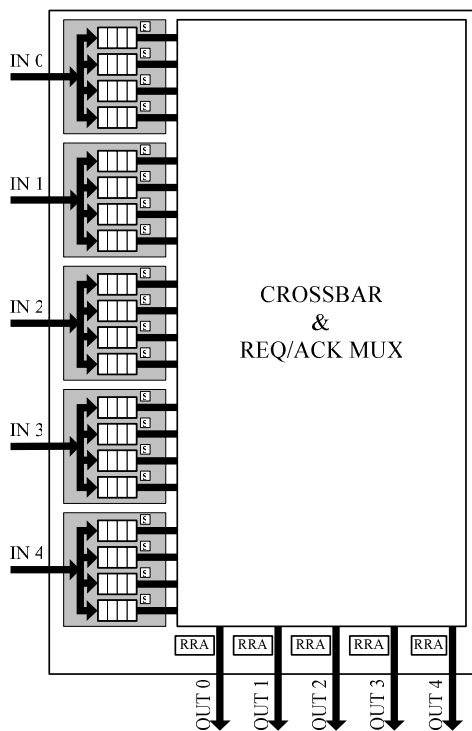 IN 0
S
S
S
S
IN 1
S
S
S
S
IN 2
S
S
S
S
IN 3
S
S
S
S
IN 4
S
S
S
S
CROSSBAR
&
REQ/ACK MUX
RRA RRA RRA RRA RRA
OUT 0
OUT 1
OUT 2
OUT 3
OUT 4